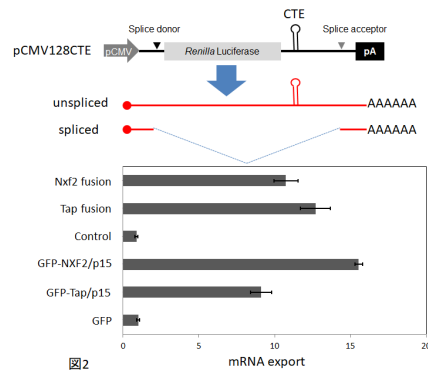 CTE
Splice donor
Splice acceptor
pCMV128CTE
pCMV
Renilla Luciferase
pA
unspliced
AAAAAA
spliced
AAAAAA
Nxf2 fusion
Tap fusion
Control
GFP-NXF2/p15
GFP-Tap/p15
GFP
0
5
10
15
20
図2
mRNA export